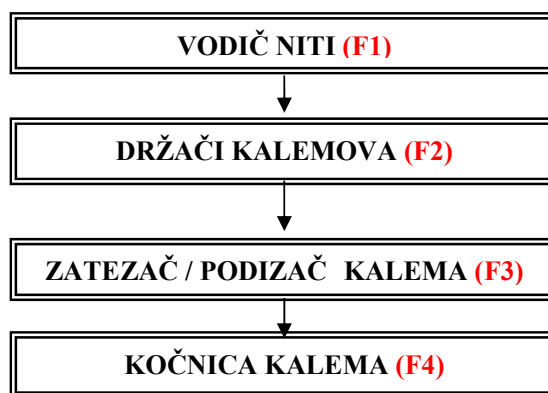 VODIČ NITI (F1)
DRŽAČI KALEMOVA (F2)
ZATEZAČ / PODIZAČ KALEMA (F3)
KOČNICA KALEMA (F4)